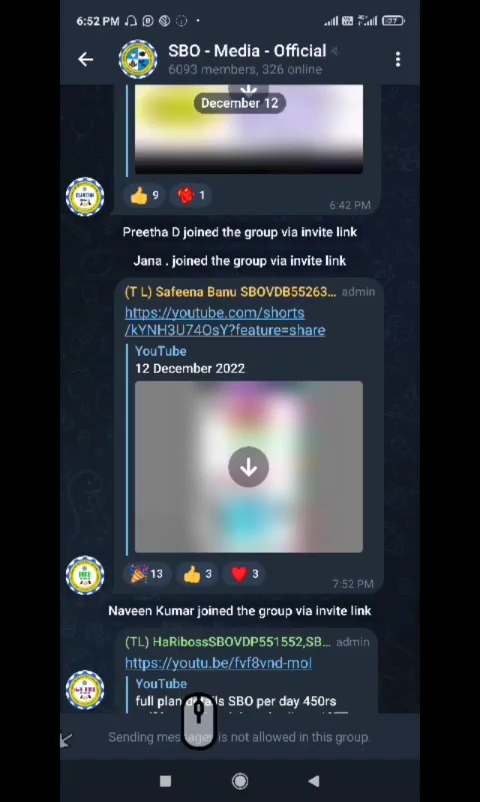 6:52 PM
27
SBO - Media - Official
6093 members, 326 online
December 12
9
1
6:42 PM
Preetha D joined the group via invite link
Jana . joined the group via invite link
(T L) Safeena Banu SBOVDB55263... admin
https://youtube.com/shorts
/kYNH3U74OsY?feature=share
YouTube
12 December 2022
13
3
3
7:52 PM
Naveen Kumar joined the group via invite link
(TL) HaRibossSBOVDP551552,SB... admin
https://youtu.be/fvf8vnd-moI
YouTube
full plan details SBO per day 450rs
Sending messages is not allowed in this group.